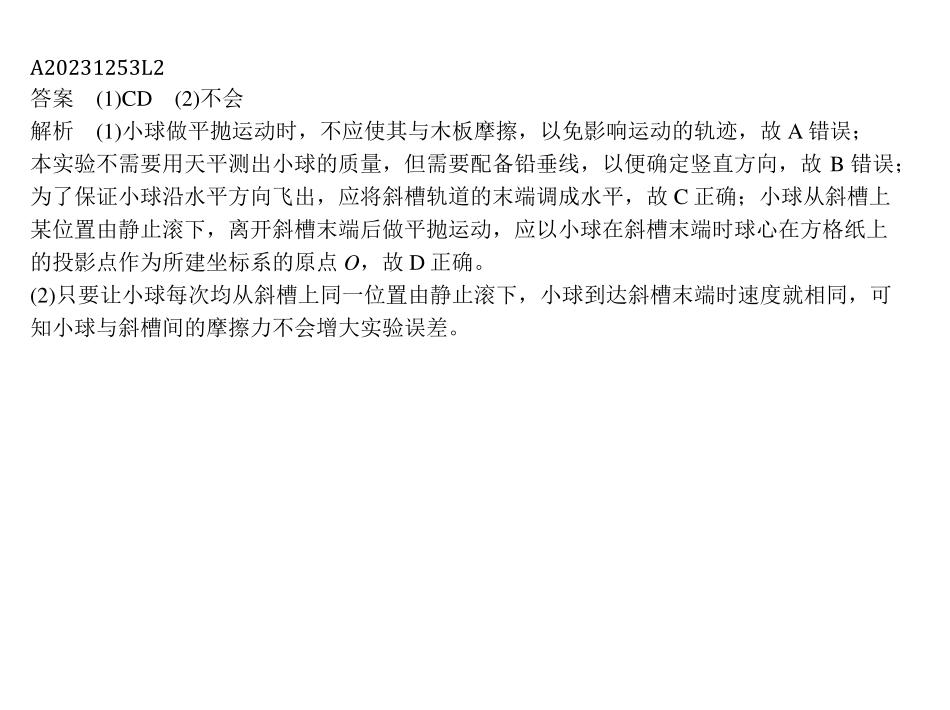 A20231253L2
答案　(1)CD　(2)不会
解析　(1)小球做平抛运动时，不应使其与木板摩擦，以免影响运动的轨迹，故 A 错误；
本实验不需要用天平测出小球的质量，但需要配备铅垂线，以便确定竖直方向，故 B 错误；
为了保证小球沿水平方向飞出，应将斜槽轨道的末端调成水平，故 C 正确；小球从斜槽上
某位置由静止滚下，离开斜槽末端后做平抛运动，应以小球在斜槽末端时球心在方格纸上
的投影点作为所建坐标系的原点 O，故 D 正确。
(2)只要让小球每次均从斜槽上同一位置由静止滚下，小球到达斜槽末端时速度就相同，可
知小球与斜槽间的摩擦力不会增大实验误差。